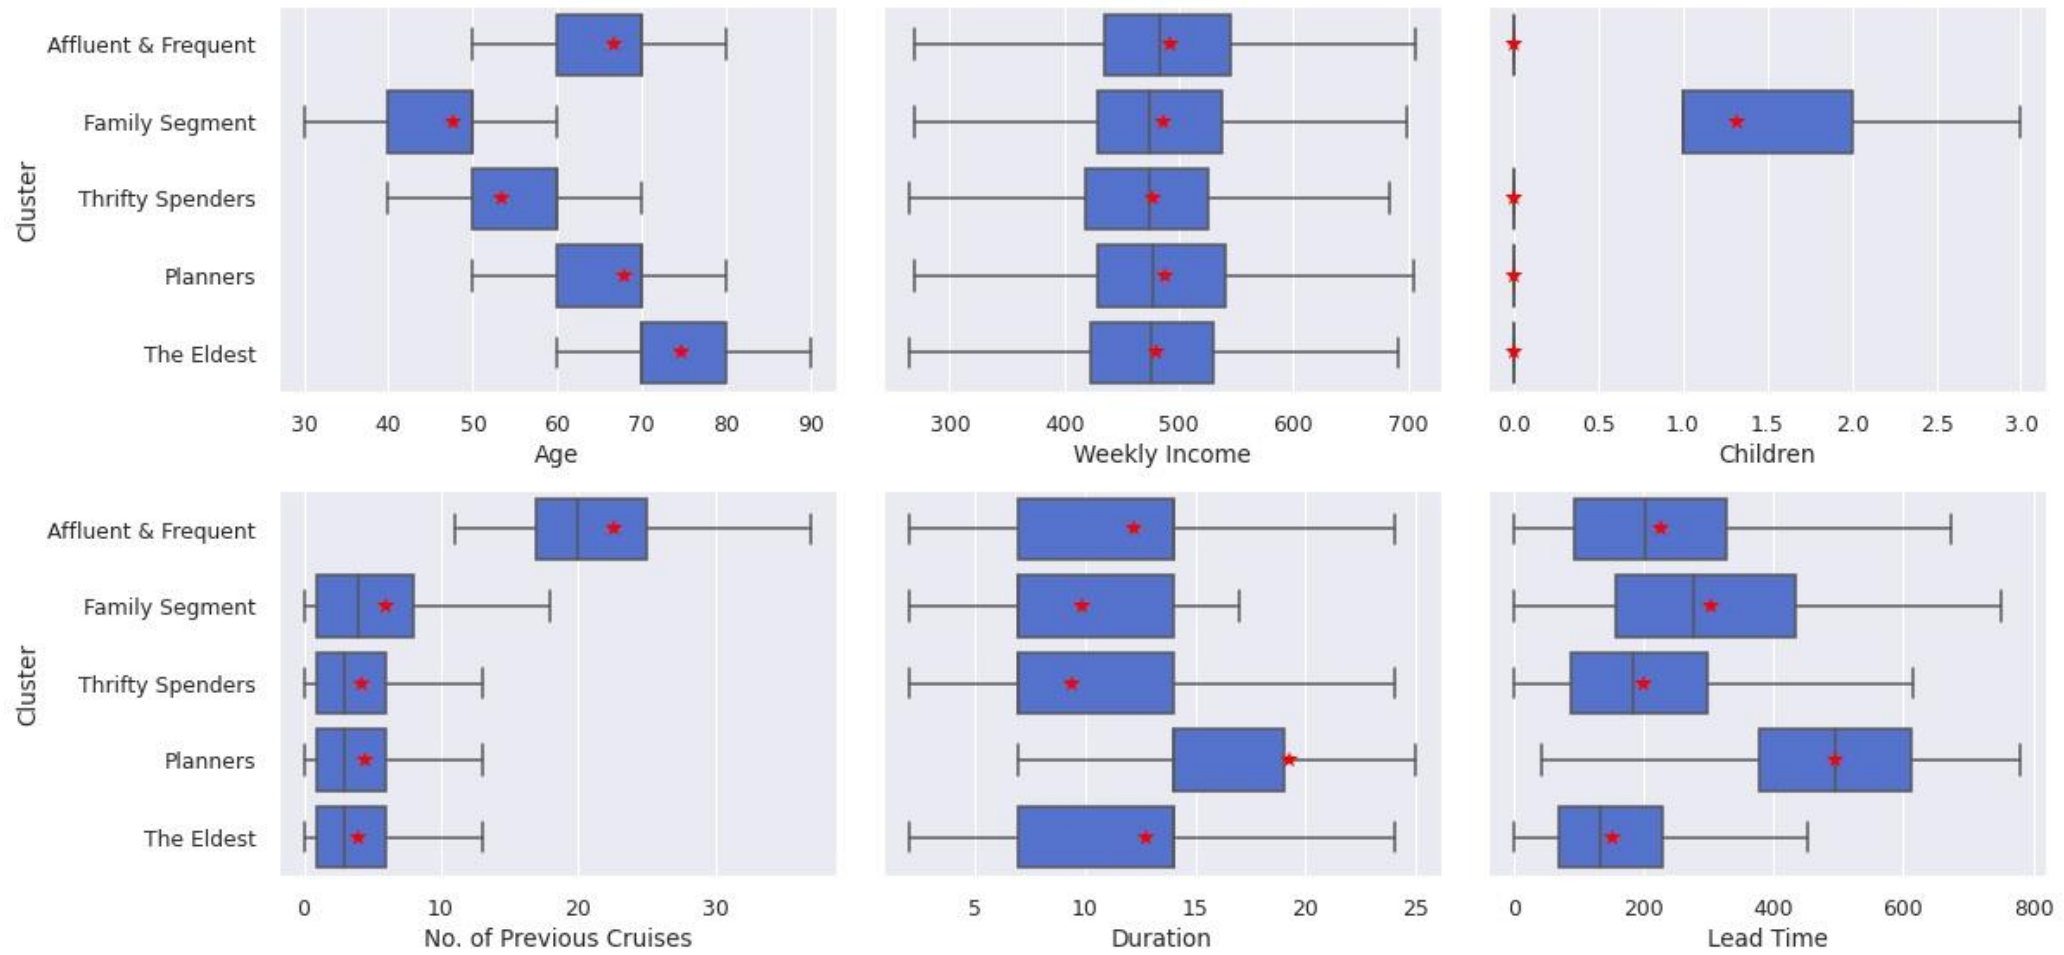 Affluent & Frequent
Family Segment
Thrifty Spenders
Planners
The Eldest
Cluster
30 40 50 60 70 80 90
Age
300 400 500 600 700
Weekly Income
0.0 0.5 1.0 1.5 2.0 2.5 3.0
Children
Affluent & Frequent
Family Segment
Thrifty Spenders
Planners
The Eldest
Cluster
0 10 20 30
No. of Previous Cruises
5 10 15 20 25
Duration
0 200 400 600 800
Lead Time